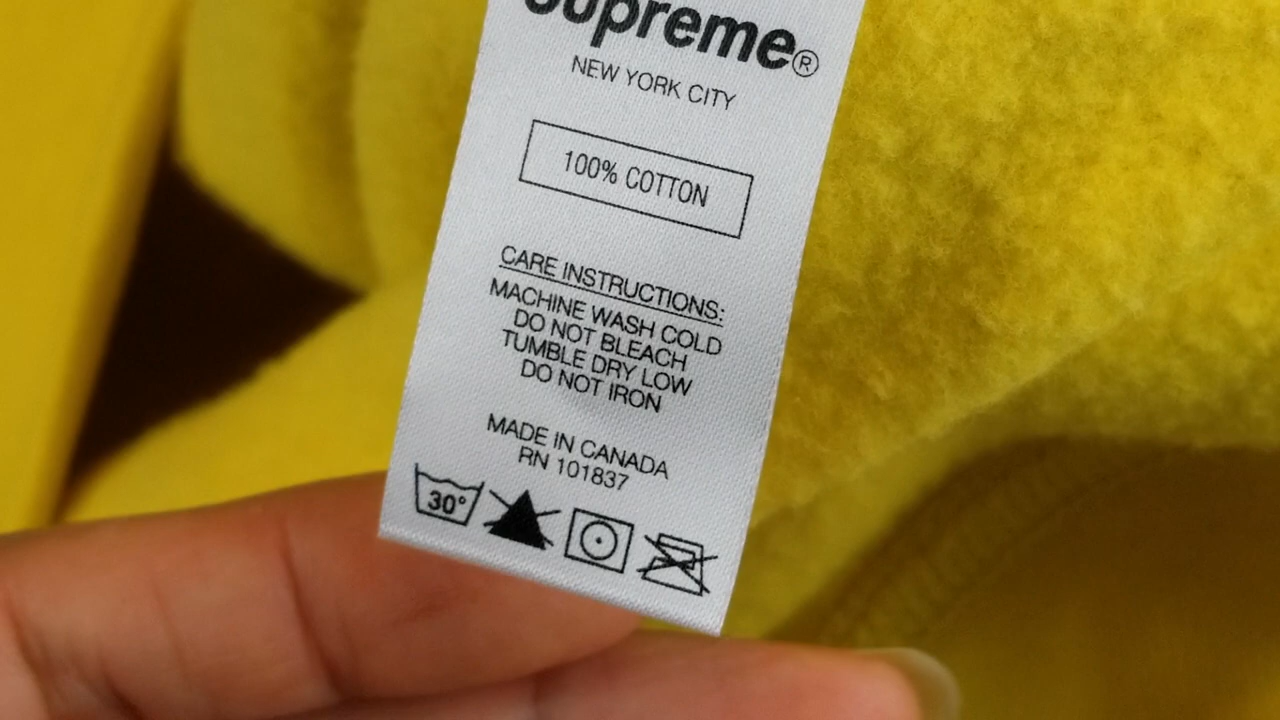 Supreme®
NEW YORK CITY
100% COTTON
CARE INSTRUCTIONS:
MACHINE WASH COLD
DO NOT BLEACH
TUMBLE DRY LOW
DO NOT IRON
MADE IN CANADA
RN 101837
30°